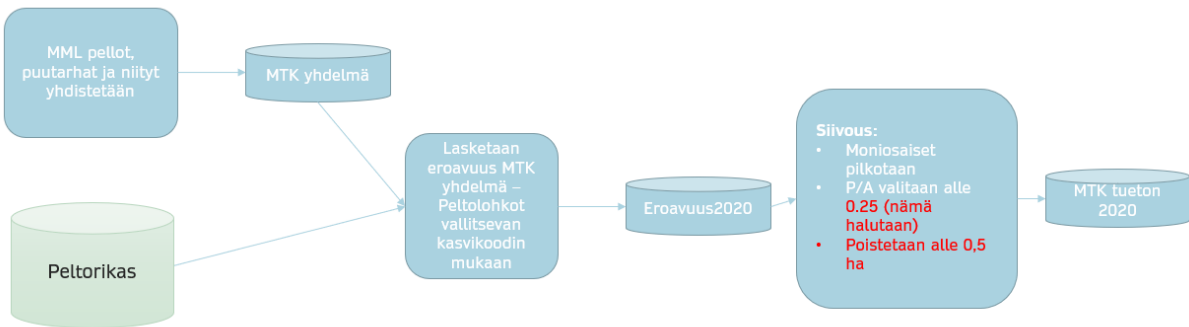 MML pellot,
puutarhat ja niityt
yhdistetään
MTK yhdelmä
Peltorikas
Lasketaan
eroavuus MTK
yhdelmä –
Peltolohkot
vallitsevan
kasvikoodin
mukaan
Eroavuus2020
Siivous:
• Moniosaiset
pilkotaan
• P/A valitaan alle
0.25 (nämä
halutaan)
• Poistetaan alle 0,5
ha
MTK tueton
2020